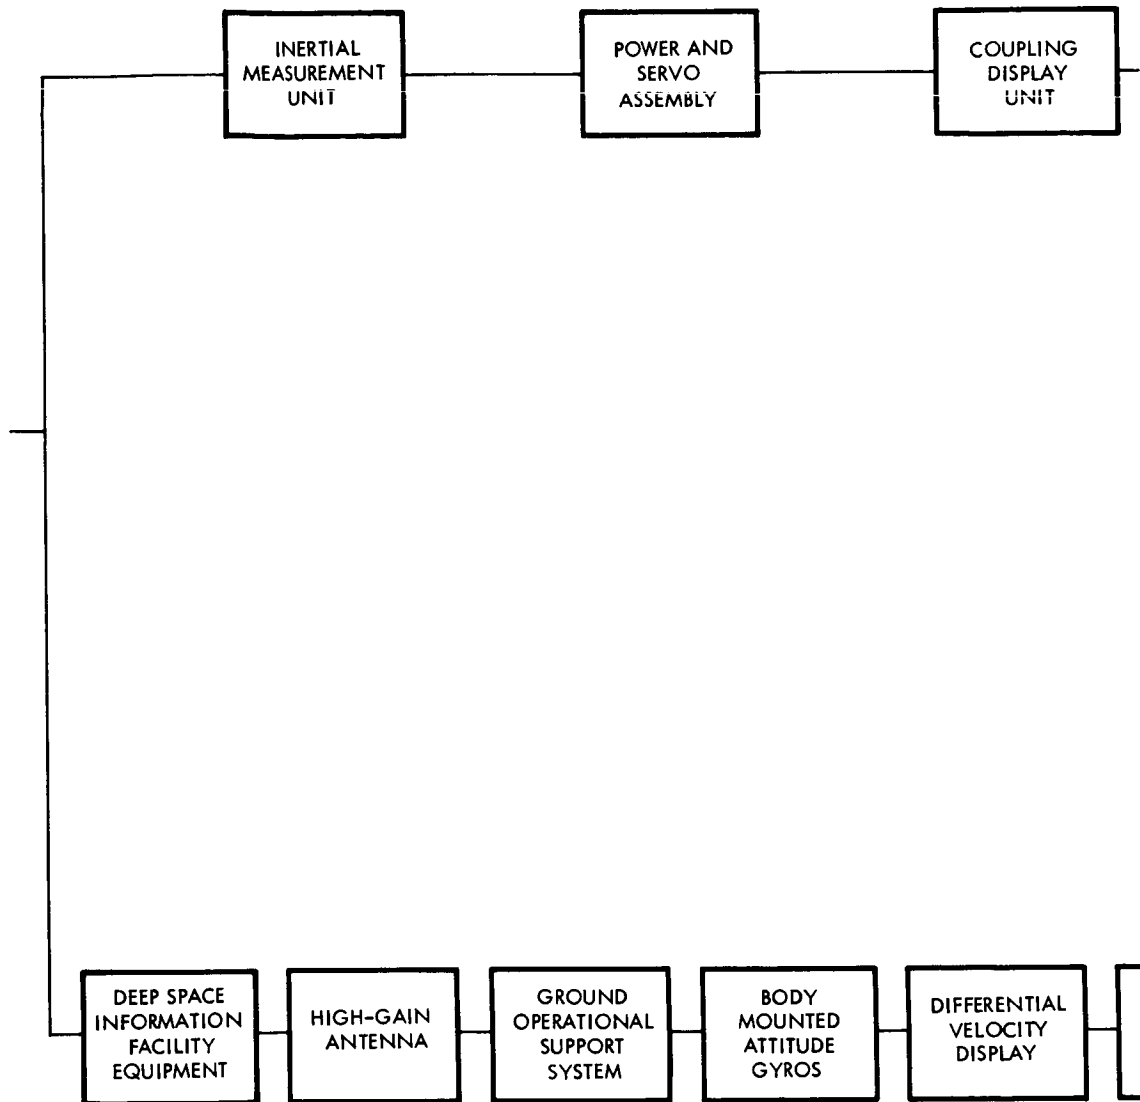 INERTIAL
MEASUREMENT
UNIT
POWER AND
SERVO
ASSEMBLY
COUPLING
DISPLAY
UNIT
DEEP SPACE
INFORMATION
FACILITY
EQUIPMENT
HIGH-GAIN
ANTENNA
GROUND
OPERATIONAL
SUPPORT
SYSTEM
BODY
MOUNTED
ATTITUDE
GYROS
DIFFERENTIAL
VELOCITY
DISPLAY